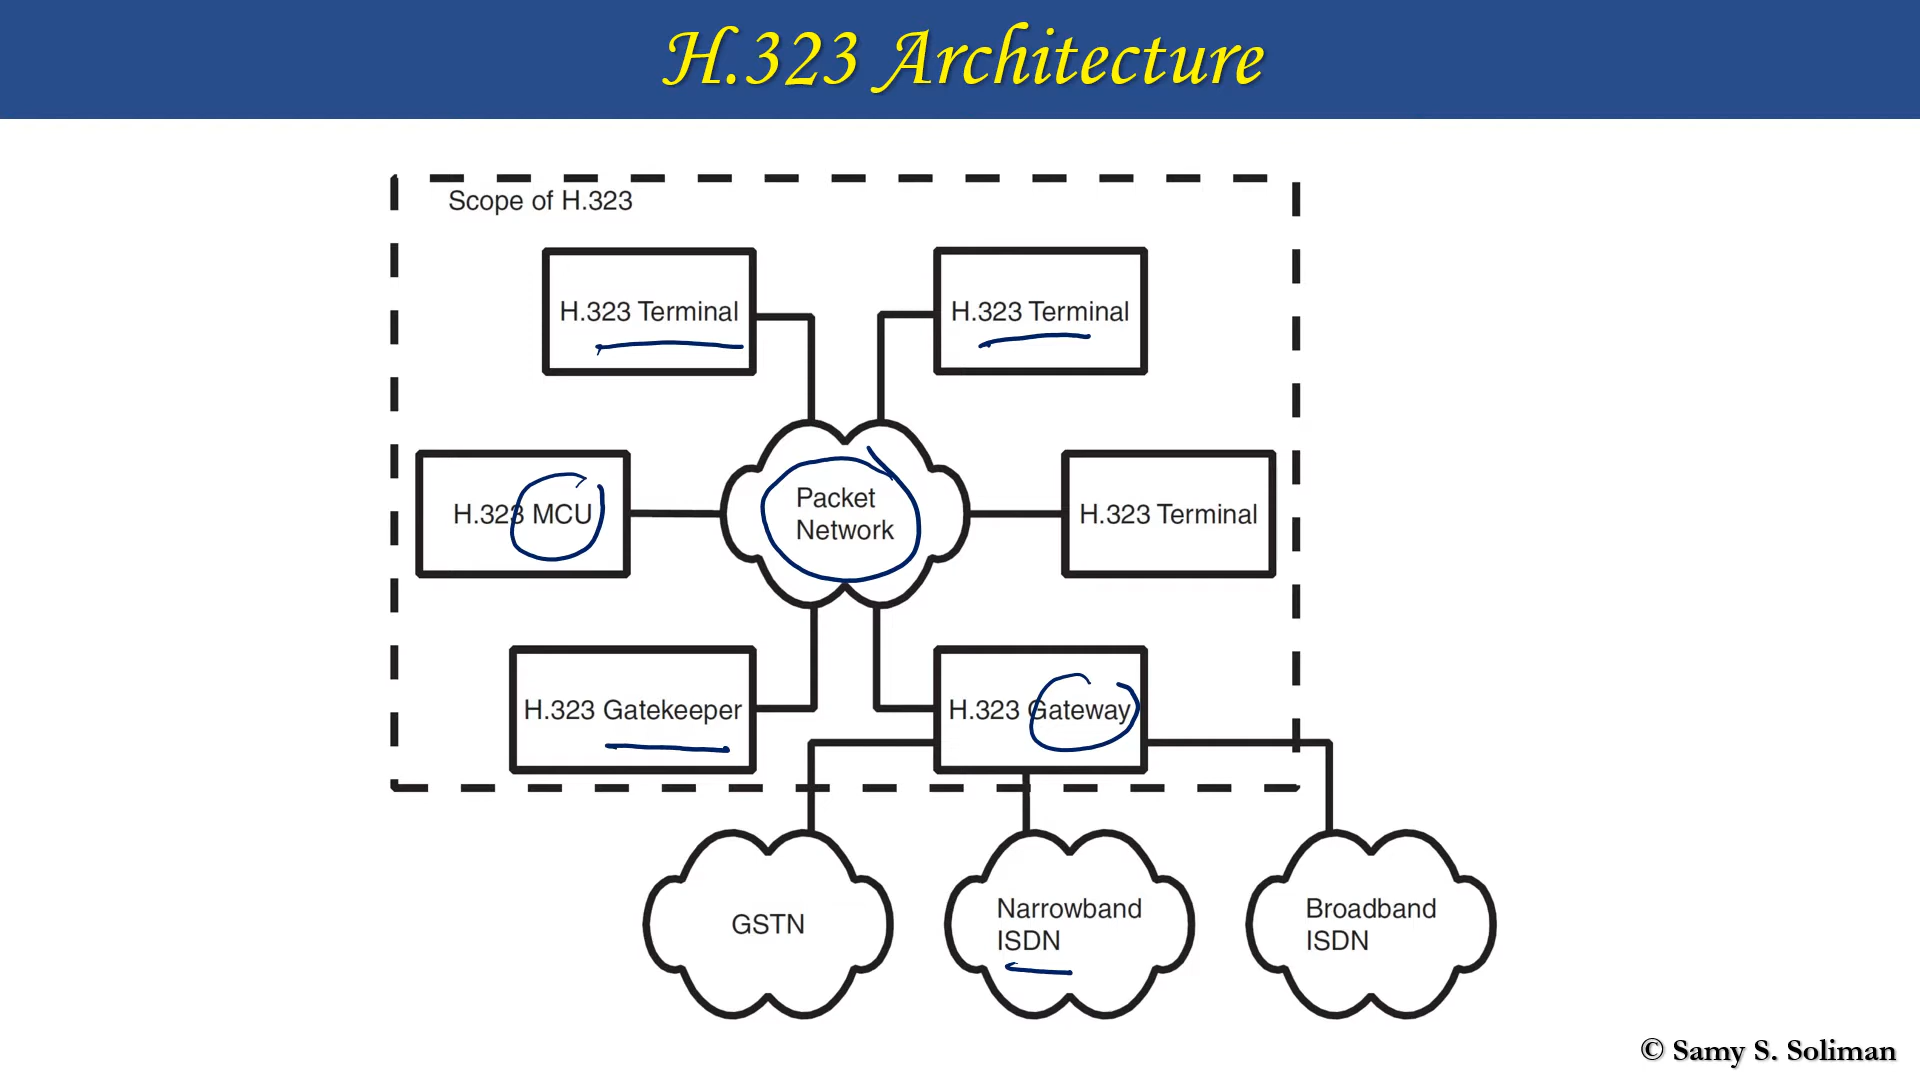 H.323 Architecture
Scope of H.323
H.323 Terminal
H.323 Terminal
H.323 MCU
Packet
Network
H.323 Terminal
H.323 Gatekeeper
H.323 Gateway
GSTN
Narrowband
ISDN
Broadband
ISDN
© Samy S. Soliman